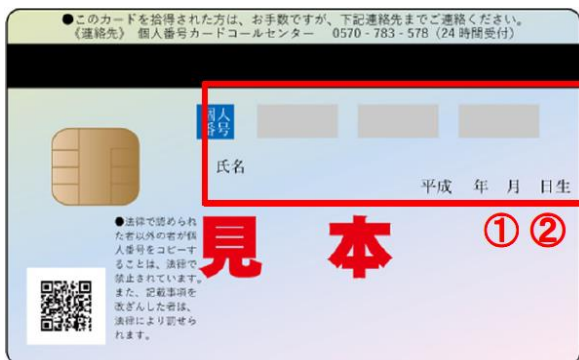 ●このカードを拾得された方は、お手数ですが、下記連絡先までご連絡ください。
《連絡先》 個人番号カードコールセンター 0570-783-578（24時間受付）
個人
番号
氏名
平成 年 月 日生
① ②
見 本
●法律で認められ
た者以外の者が個
人番号をコピーす
ることは、法律で
禁止されています。
また、記載事項を
改ざんした者は、
法律により罰せら
れます。